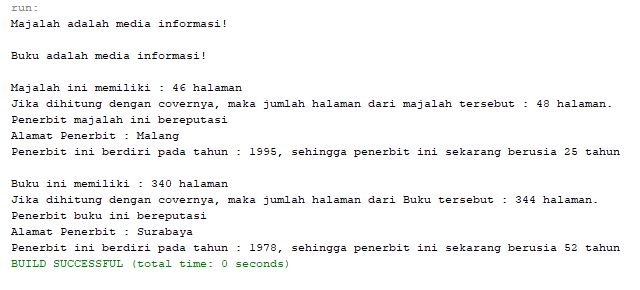 run:
Majalah adalah media informasi!
Buku adalah media informasi!
Majalah ini memiliki : 46 halaman
Jika dihitung dengan covernya, maka jumlah halaman dari majalah tersebut : 48 halaman.
Penerbit majalah ini bereputasi
Alamat Penerbit : Malang
Penerbit ini berdiri pada tahun : 1995, sehingga penerbit ini sekarang berusia 25 tahun
Buku ini memiliki : 340 halaman
Jika dihitung dengan covernya, maka jumlah halaman dari Buku tersebut : 344 halaman.
Penerbit buku ini bereputasi
Alamat Penerbit : Surabaya
Penerbit ini berdiri pada tahun : 1978, sehingga penerbit ini sekarang berusia 52 tahun
BUILD SUCCESSFUL (total time: 0 seconds)